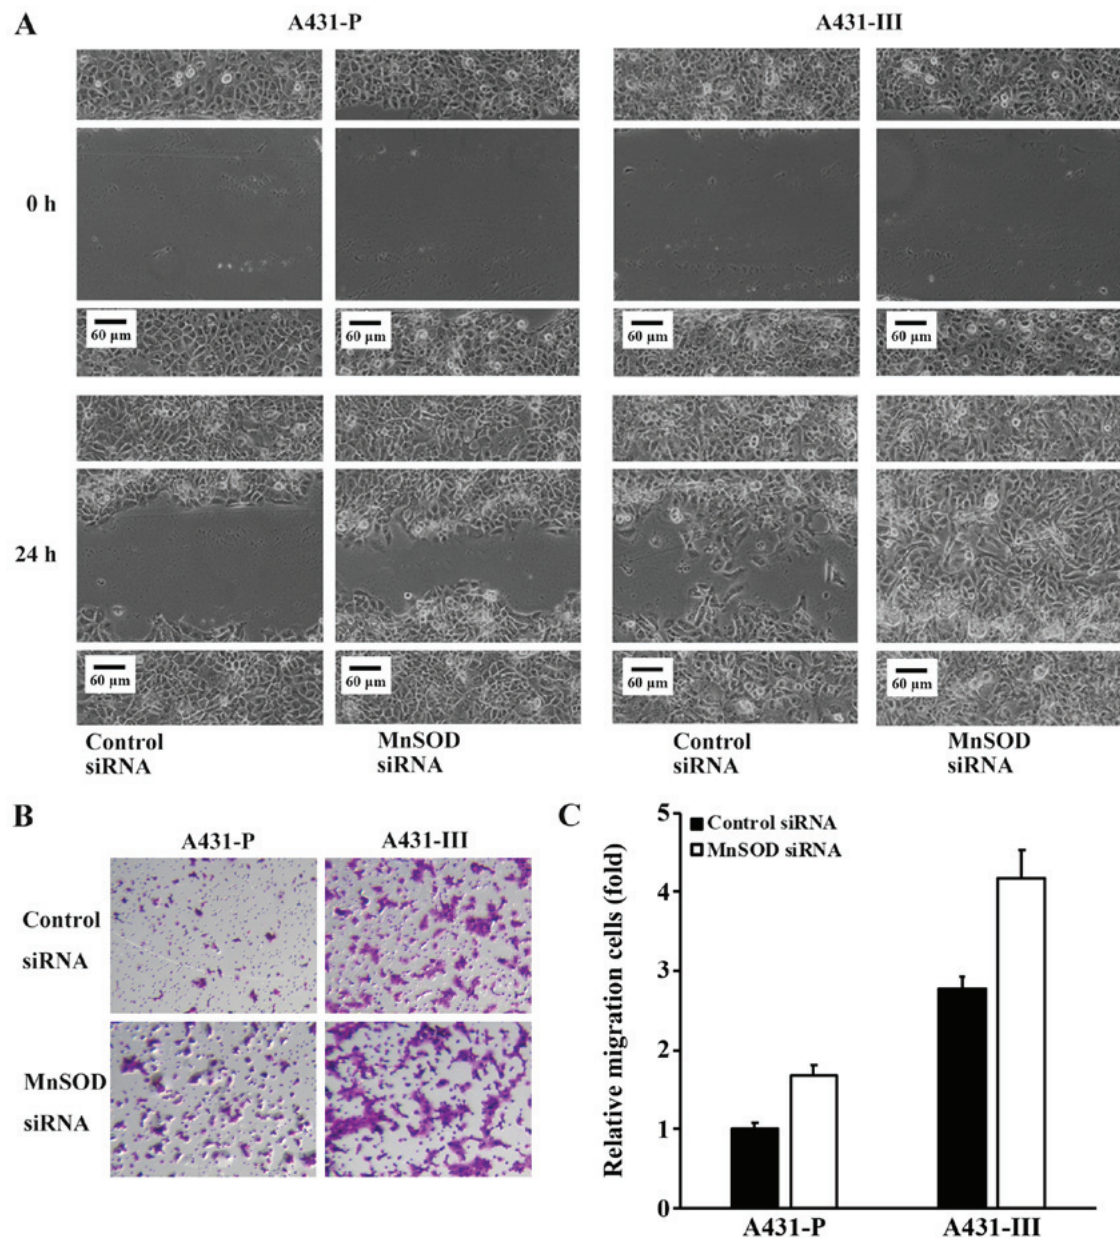 A
A431-P
A431-III
0 h
60 µm
60 µm
60 µm
60 µm
24 h
60 µm
60 µm
60 µm
60 µm
Control
siRNA
MnSOD
siRNA
Control
siRNA
MnSOD
siRNA
B
A431-P
A431-III
Control
siRNA
MnSOD
siRNA
C
Relative migration cells (fold)
5
4
3
2
1
0
Control siRNA
MnSOD siRNA
A431-P
A431-III